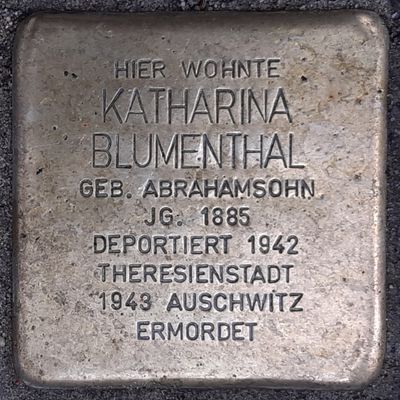 HIER WOHNTE
KATHARINA
BLUMENTHAL
GEB. ABRAHAMSOHN
JG. 1885
DEPORTIERT 1942
THERESIENSTADT
1943 AUSCHWITZ
ERMORDET